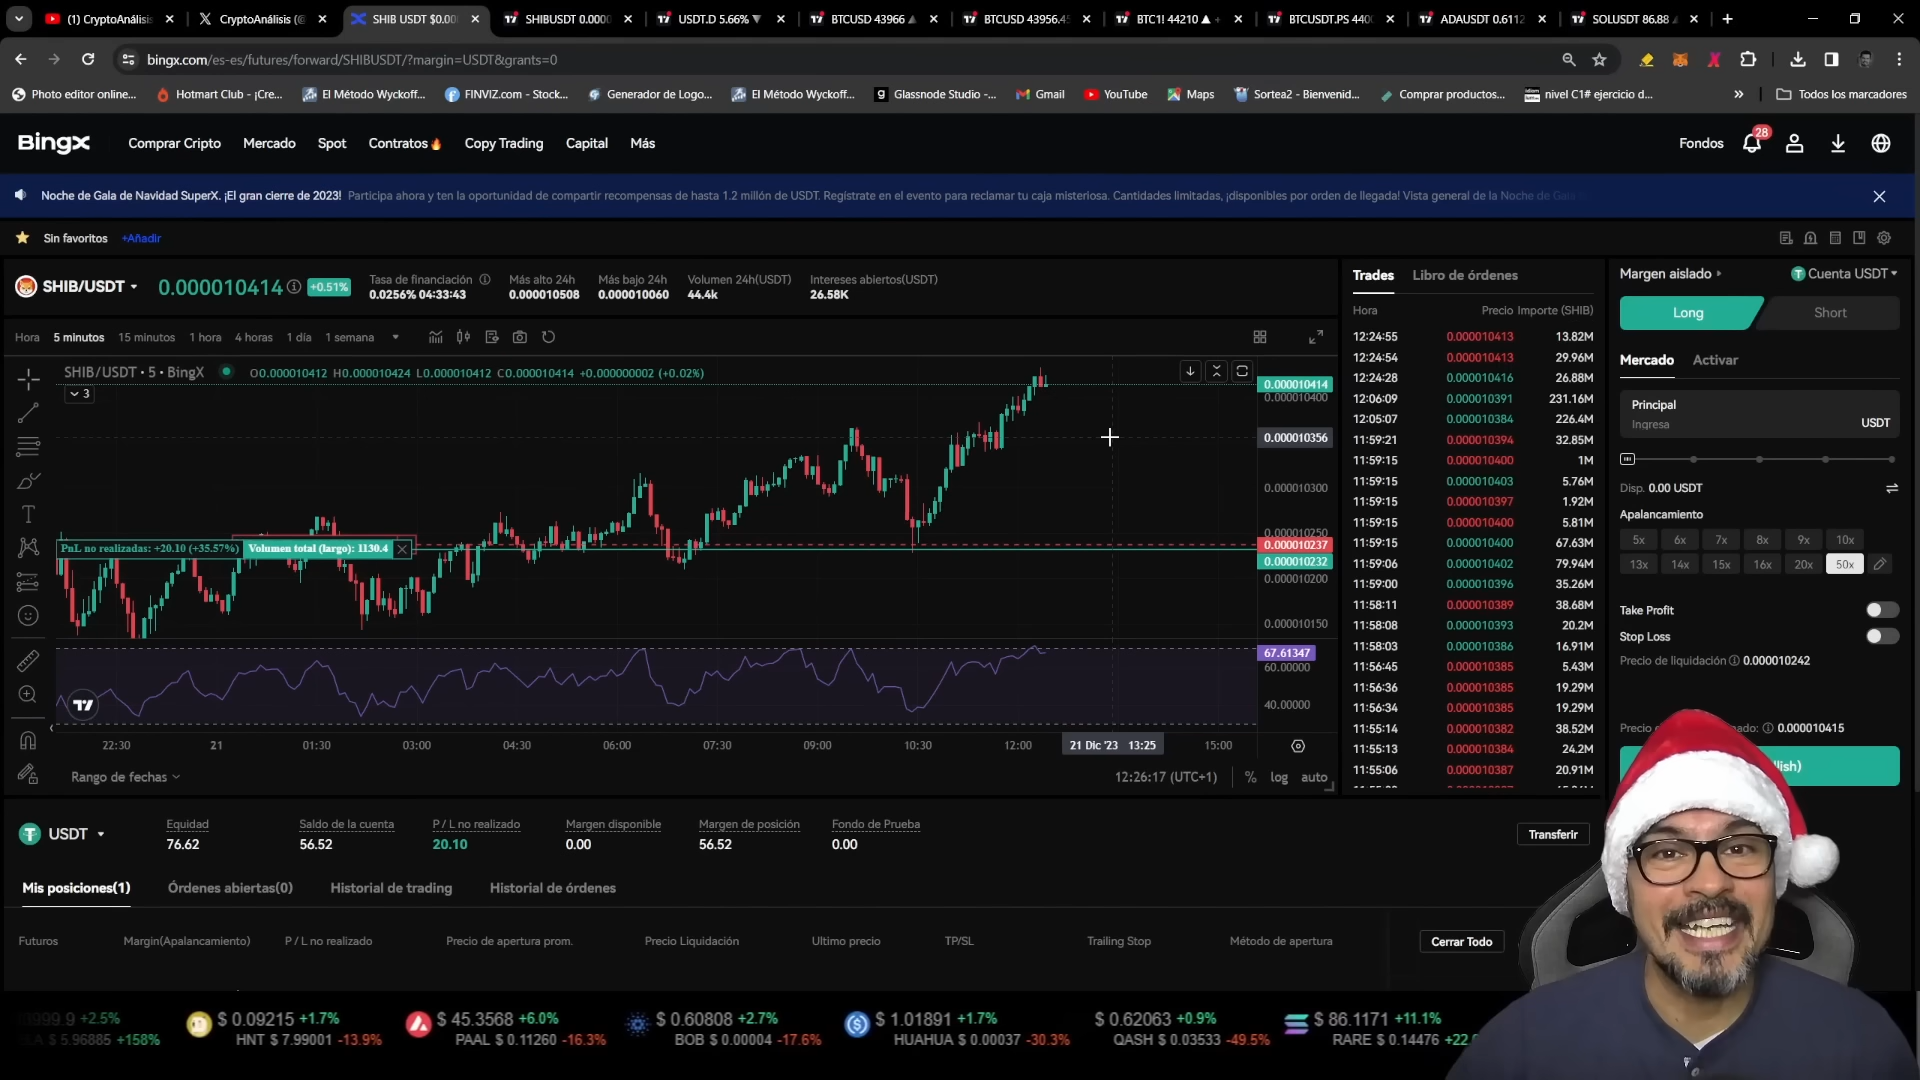 (1) CryptoAnálisis
CryptoAnálisis (@
SHIB USDT $0.00
SHIBUSDT 0.0000
USDT.D 5.66% ▼
BTCUSD 43966 ▲
BTCUSD 43956.45
BTC1! 44210 ▲ +
BTCUSDT.PS 440
ADAUSDT 0.6112
SOLUSDT 86.88
bingx.com/es-es/futures/forward/SHIBUSDT/?margin=USDT&grants=0
Photo editor online...
Hotmart Club - ¡Cre...
El Método Wyckoff...
FINVIZ.com - Stock...
Generador de Logo...
El Método Wyckoff...
Glassnode Studio -...
Gmail
YouTube
Maps
Sortea2 - Bienvenid...
Comprar productos...
nivel C1# ejercicio d...
»
Todos los marcadores
BingX
Comprar Cripto
Mercado
Spot
Contratos
Copy Trading
Capital
Más
Fondos
28
Noche de Gala de Navidad SuperX. ¡El gran cierre de 2023! Participa ahora y ten la oportunidad de compartir recompensas de hasta 1.2 millón de USDT. Regístrate en el evento para reclamar tu caja misteriosa. Cantidades limitadas, ¡disponibles por orden de llegada! Vista general de la Noche de Gala
Sin favoritos +Añadir
SHIB/USDT 0.000010414 +0.51%
Tasa de financiación
0.0256% 04:33:43
Más alto 24h
0.000010508
Más bajo 24h
0.000010060
Volumen 24h(USDT)
44.4k
Intereses abiertos(USDT)
26.58K
Hora 5 minutos 15 minutos 1 hora 4 horas 1 día 1 semana
SHIB/USDT • 5 • BingX O0.000010412 H0.000010424 L0.000010412 C0.000010414 +0.000000002 (+0.02%)
3
0.000010414
0.000010400
0.000010356
0.000010300
0.000010250
0.000010237
0.000010232
0.000010200
0.000010150
PnL no realizadas: +20.10 (+35.57%) Volumen total (largo): 1130.4
67.61347
60.00000
40.00000
22:30 21 01:30 03:00 04:30 06:00 07:30 09:00 10:30 12:00 21 Dic '23 13:25 15:00
Rango de fechas
12:26:17 (UTC+1) % log auto
Trades Libro de órdenes
Hora Precio Importe (SHIB)
12:24:55 0.000010413 13.82M
12:24:54 0.000010413 29.96M
12:24:28 0.000010416 26.88M
12:06:09 0.000010391 231.16M
12:05:07 0.000010384 226.4M
11:59:21 0.000010394 32.85M
11:59:15 0.000010400 1M
11:59:15 0.000010403 5.76M
11:59:15 0.000010397 1.92M
11:59:15 0.000010400 5.81M
11:59:15 0.000010400 67.63M
11:59:06 0.000010402 79.94M
11:59:00 0.000010396 35.26M
11:58:11 0.000010389 38.68M
11:58:08 0.000010393 20.2M
11:58:03 0.000010386 16.91M
11:56:45 0.000010385 5.43M
11:56:36 0.000010385 19.29M
11:56:34 0.000010385 19.29M
11:55:14 0.000010382 38.52M
11:55:13 0.000010384 24.2M
11:55:06 0.000010387 20.91M
Margen aislado
Cuenta USDT
Long Short
Mercado Activar
Principal
Ingresa USDT
Disp. 0.00 USDT
Apalancamiento
5x 6x 7x 8x 9x 10x
13x 14x 15x 16x 20x 50x
Take Profit
Stop Loss
Precio de liquidación 0.000010242
Precio nado: 0.000010415
lish)
USDT
Equidad
76.62
Saldo de la cuenta
56.52
P / L no realizado
20.10
Margen disponible
0.00
Margen de posición
56.52
Fondo de Prueba
0.00
Transferir
Mis posiciones(1) Órdenes abiertas(0) Historial de trading Historial de órdenes
Futuros Margin(Apalancamiento) P / L no realizado Precio de apertura prom. Precio Liquidación Ultimo precio TP/SL Trailing Stop Método de apertura Cerrar Todo
+2.5% $ 0.09215 +1.7% $ 45.3568 +6.0% $ 0.60808 +2.7% $ 1.01891 +1.7% $ 0.62063 +0.9% $ 86.1171 +11.1%
$ 5.96885 +158% HNT $ 7.99001 -13.9% PAAL $ 0.11260 -16.3% BOB $ 0.00004 -17.6% HUAHUA $ 0.00037 -30.3% QASH $ 0.03533 -49.5% RARE $ 0.14476 +22.